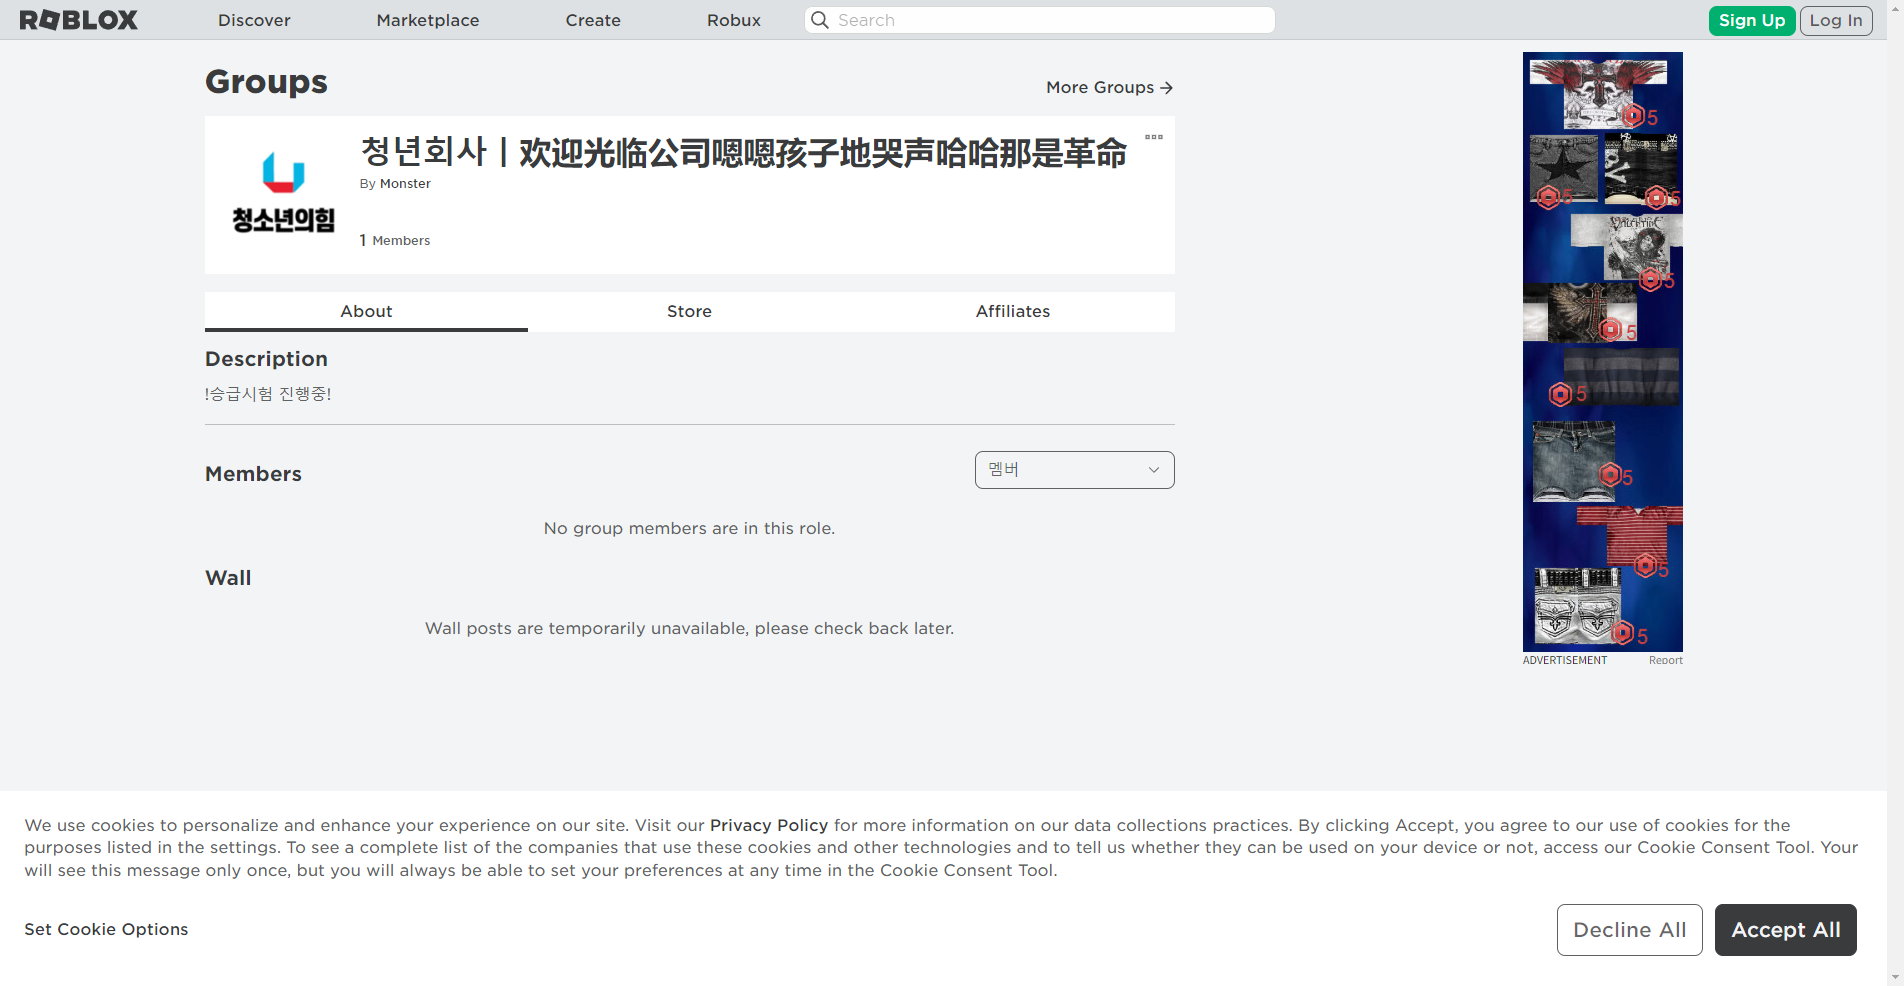 ROBLOX
Discover
Marketplace
Create
Robux
Search
Sign Up
Log In
Groups
More Groups
청소년의힘
청년회사 | 欢迎光临公司嗯嗯孩子地哭声哈哈那是革命
By Monster
1 Members
About
Store
Affiliates
Description
!승급시험 진행중!
Members
멤버
No group members are in this role.
Wall
Wall posts are temporarily unavailable, please check back later.
5
5
5
5
5
5
5
5
5
ADVERTISEMENT
Report
We use cookies to personalize and enhance your experience on our site. Visit our Privacy Policy for more information on our data collections practices. By clicking Accept, you agree to our use of cookies for the
purposes listed in the settings. To see a complete list of the companies that use these cookies and other technologies and to tell us whether they can be used on your device or not, access our Cookie Consent Tool. Your
will see this message only once, but you will always be able to set your preferences at any time in the Cookie Consent Tool.
Set Cookie Options
Decline All
Accept All